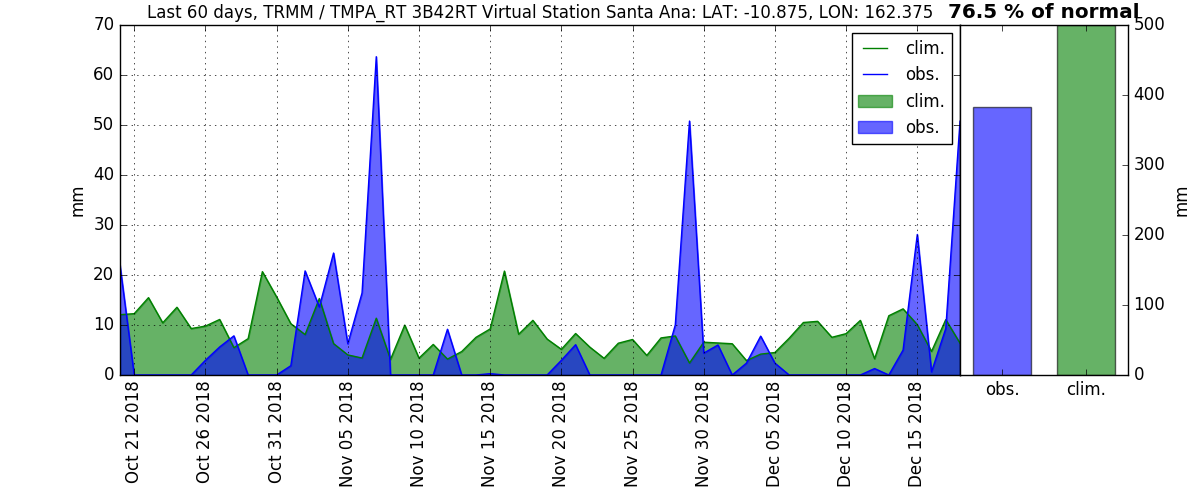 Last 60 days, TRMM / TMPA_RT 3B42RT Virtual Station Santa Ana: LAT: -10.875, LON: 162.375 76.5 % of normal
70
60
50
40
30
20
10
0
mm
clim.
obs.
clim.
obs.
500
400
300
200
100
0
mm
Oct 21 2018
Oct 26 2018
Oct 31 2018
Nov 05 2018
Nov 10 2018
Nov 15 2018
Nov 20 2018
Nov 25 2018
Nov 30 2018
Dec 05 2018
Dec 10 2018
Dec 15 2018
obs.
clim.